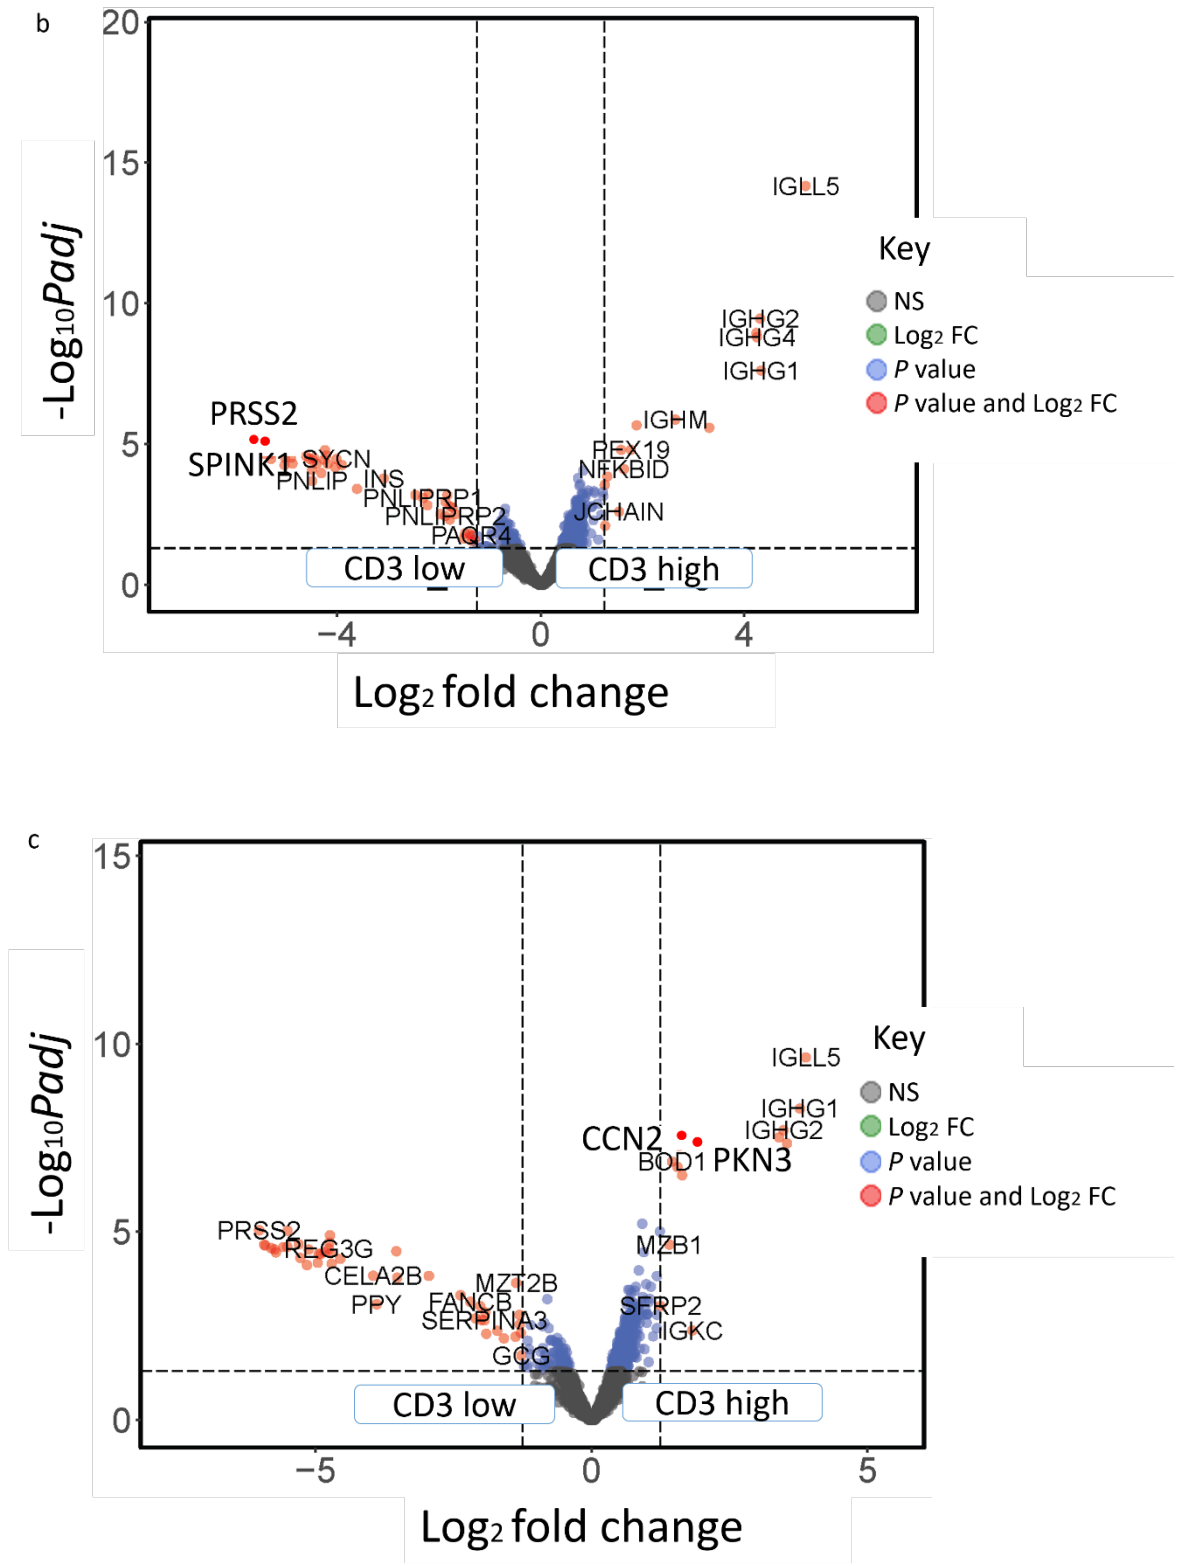 b
20
15
10
5
0
-Log10Padj
IGLL5
IGHG2
IGHG4
IGHG1
IGHM
PEX19
NFKBID
JCHAIN
PRSS2
SPINK1
SYCN
PNLIP
INS
PNLIPRP1
PNLIPRP2
PAQR4
CD3 low
CD3 high
−4
0
4
Log2 fold change
Key
NS
Log2 FC
P value
P value and Log2 FC
c
15
10
5
0
-Log10Padj
IGLL5
IGHG1
IGHG2
CCN2
PKN3
BOD1
MZB1
SFRP2
IGKC
PRSS2
REG3G
CELA2B
PPY
MZT2B
FANCB
SERPINA3
GCG
CD3 low
CD3 high
−5
0
5
Log2 fold change
Key
NS
Log2 FC
P value
P value and Log2 FC